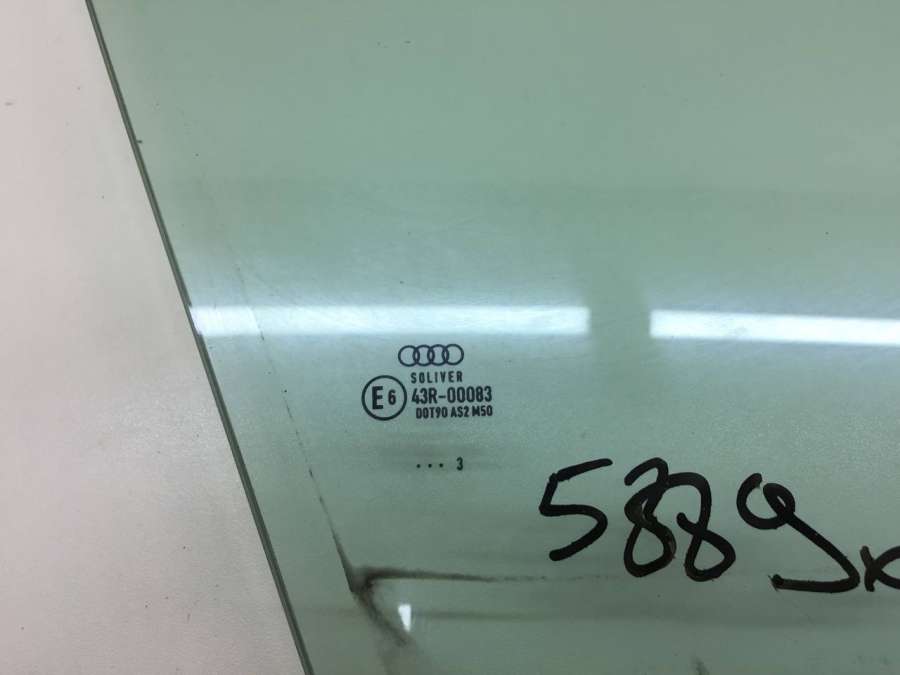 SOLIVER
E6 43R-00083
DOT90 AS2 M50
... 3
5889